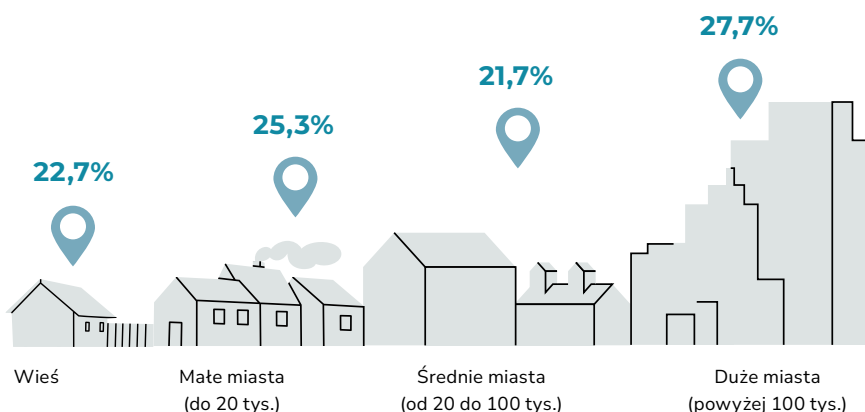 27,7%
21,7%
25,3%
22,7%
Wieś
Małe miasta
(do 20 tys.)
Średnie miasta
(od 20 do 100 tys.)
Duże miasta
(powyżej 100 tys.)